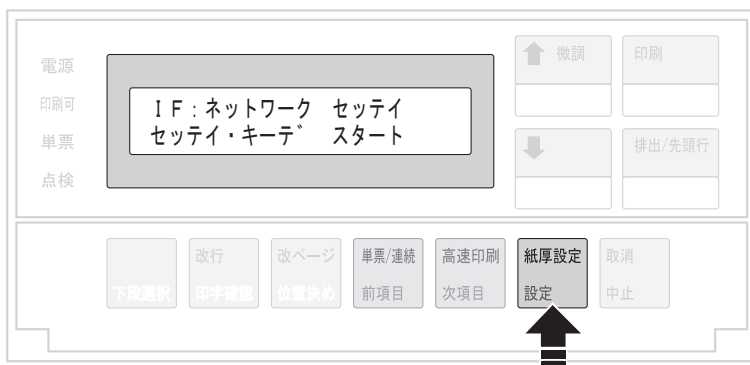 電源
印刷可
単票
点検
ＩＦ：ネットワーク セッテイ
セッテイ・キーデ゛ スタート
微調
印刷
排出/先頭行
下段選択
改行
印字確認
改ページ
位置決め
単票/連続
前項目
高速印刷
次項目
紙厚設定
設定
取消
中止